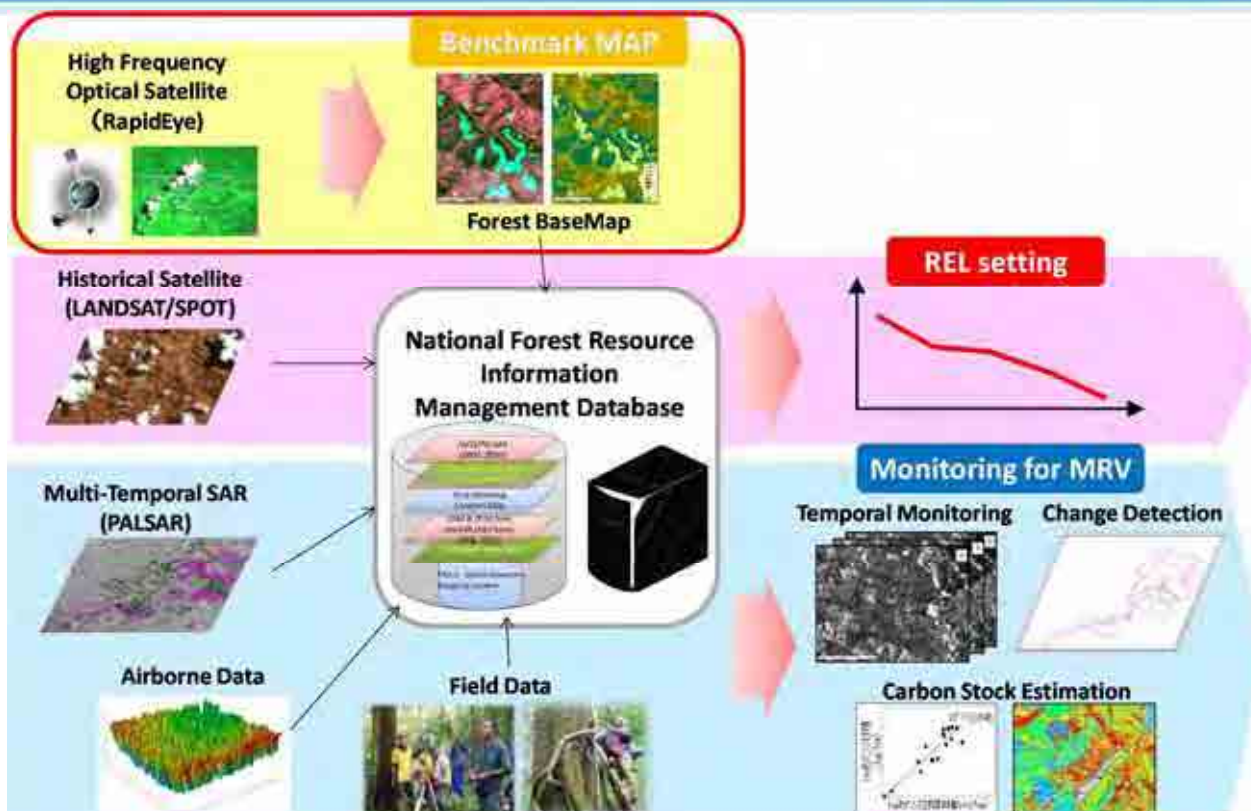 Benchmark MAP
High Frequency
Optical Satellite
(RapidEye)
Forest BaseMap
Historical Satellite
(LANDSAT/SPOT)
REL setting
National Forest Resource
Information
Management Database
Multi-Temporal SAR
(PALSAR)
Monitoring for MRV
Temporal Monitoring
Change Detection
Airborne Data
Field Data
Carbon Stock Estimation